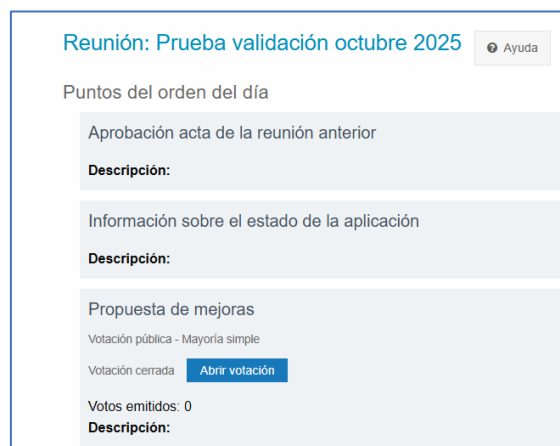 Reunión: Prueba validación octubre 2025
Ayuda
Puntos del orden del día
Aprobación acta de la reunión anterior
Descripción:
Información sobre el estado de la aplicación
Descripción:
Propuesta de mejoras
Votación pública - Mayoría simple
Votación cerrada Abrir votación
Votos emitidos: 0
Descripción: